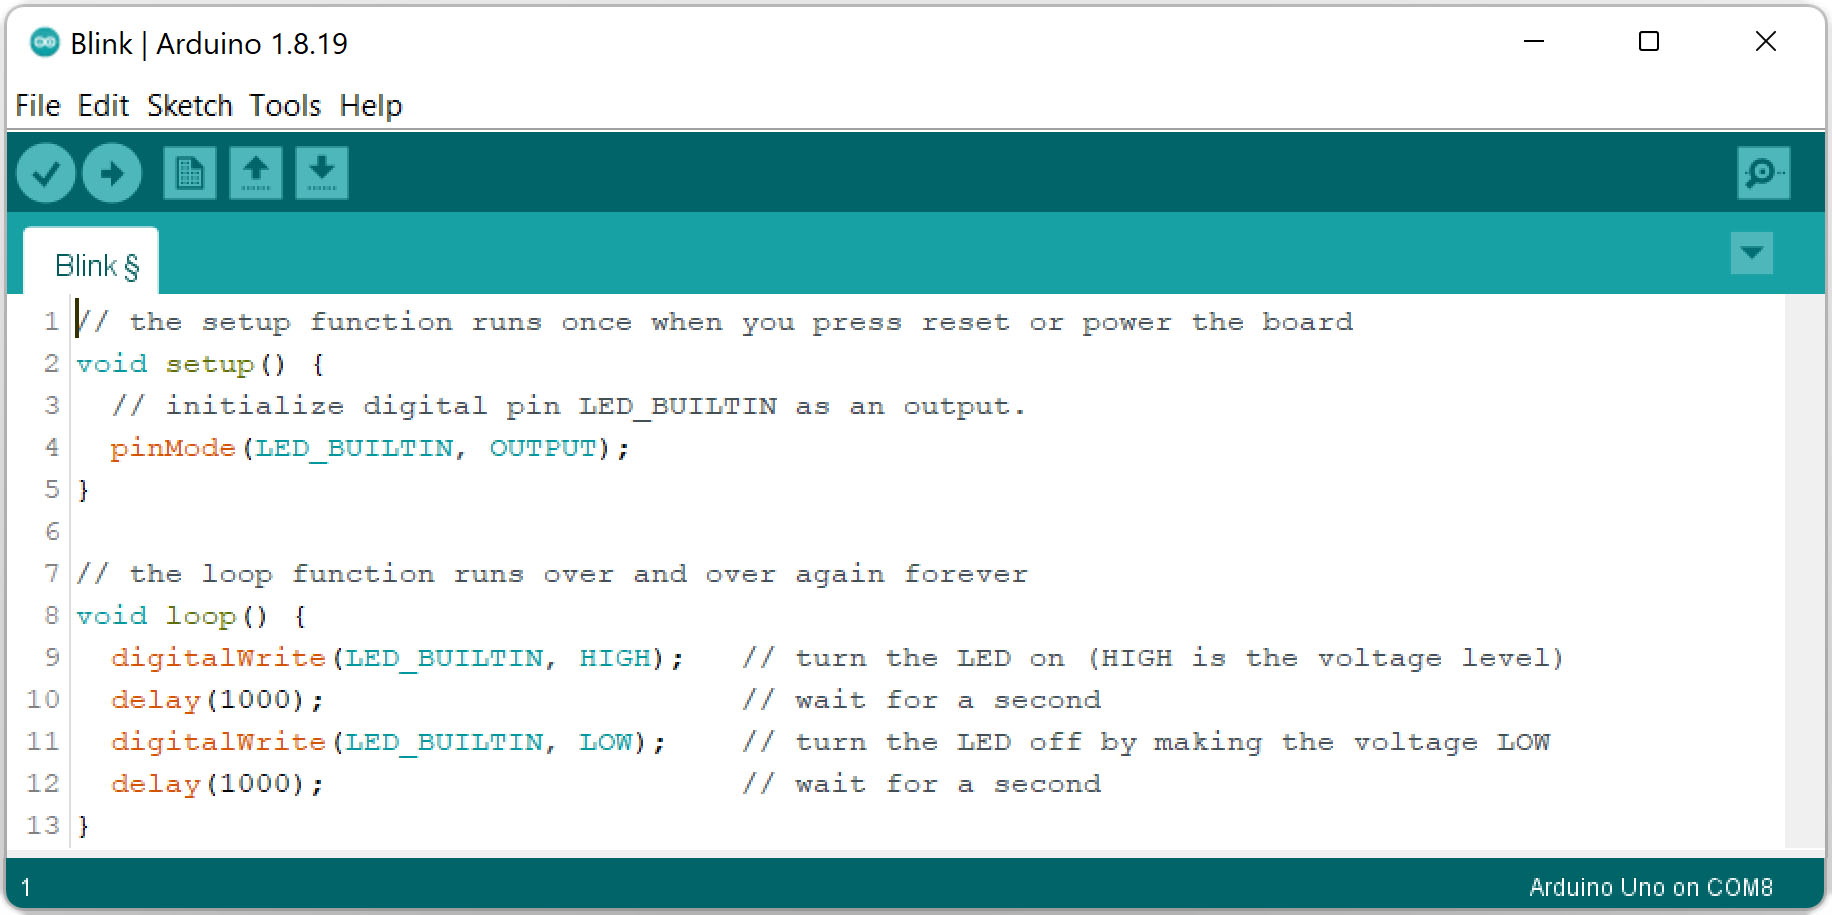 Blink | Arduino 1.8.19
File Edit Sketch Tools Help
Blink §
1 // the setup function runs once when you press reset or power the board
2 void setup() {
3   // initialize digital pin LED_BUILTIN as an output.
4   pinMode(LED_BUILTIN, OUTPUT);
5 }
6
7 // the loop function runs over and over again forever
8 void loop() {
9   digitalWrite(LED_BUILTIN, HIGH);   // turn the LED on (HIGH is the voltage level)
10   delay(1000);                       // wait for a second
11   digitalWrite(LED_BUILTIN, LOW);    // turn the LED off by making the voltage LOW
12   delay(1000);                       // wait for a second
13 }
1 Arduino Uno on COM8